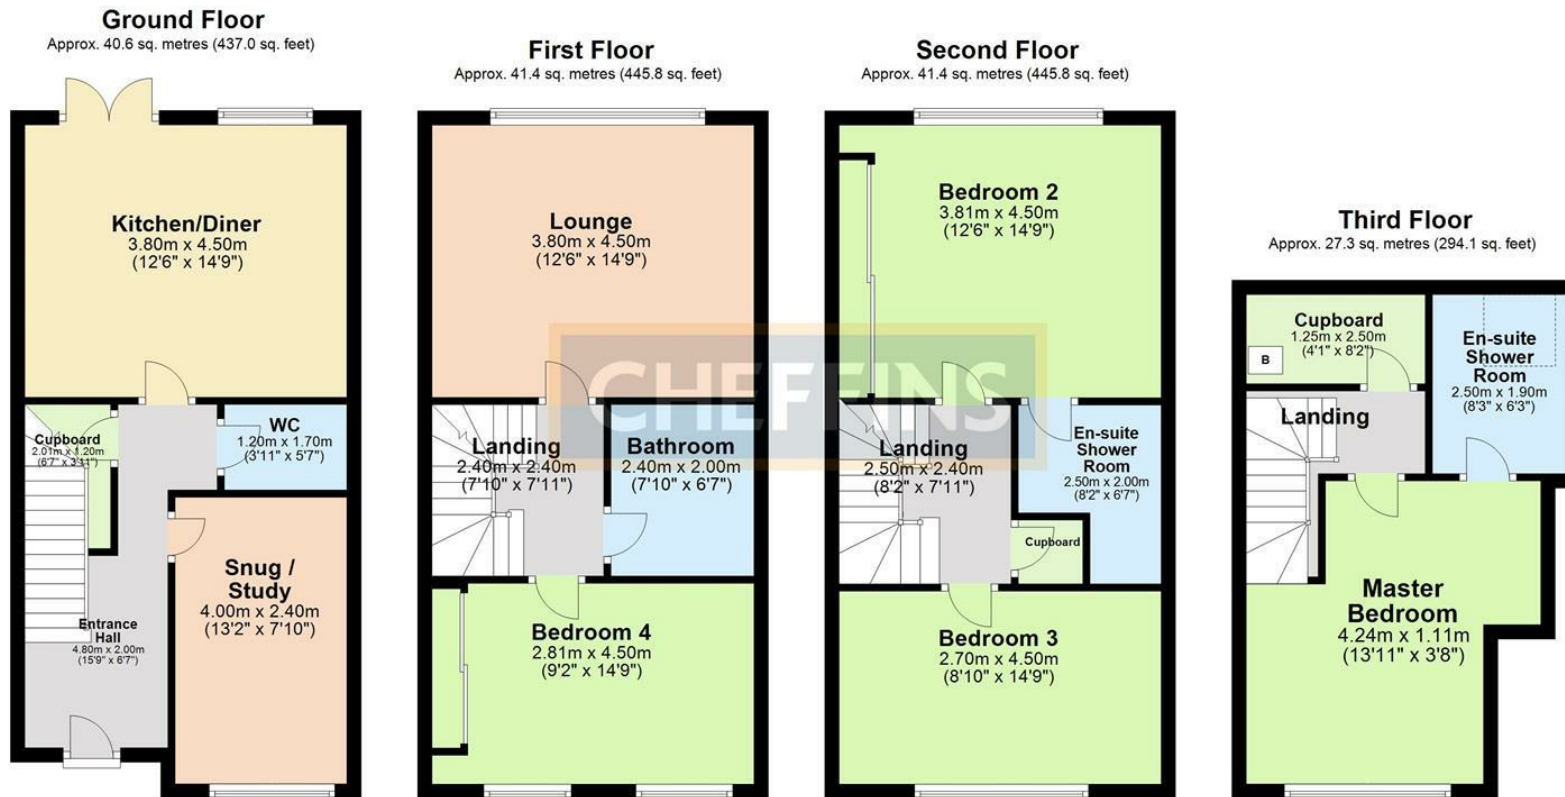 Ground Floor
Approx. 40.6 sq. metres (437.0 sq. feet)
Kitchen/Diner
3.80m x 4.50m
(12'6" x 14'9")
Cupboard
2.01m x 1.20m
(6'7" x 3'11")
WC
1.20m x 1.70m
(3'11" x 5'7")
Snug /
Study
4.00m x 2.40m
(13'2" x 7'10")
Entrance
Hall
4.80m x 2.00m
(15'9" x 6'7")
First Floor
Approx. 41.4 sq. metres (445.8 sq. feet)
Lounge
3.80m x 4.50m
(12'6" x 14'9")
Landing
2.40m x 2.40m
(7'10" x 7'11")
Bathroom
2.40m x 2.00m
(7'10" x 6'7")
Bedroom 4
2.81m x 4.50m
(9'2" x 14'9")
CHEFFINS
Second Floor
Approx. 41.4 sq. metres (445.8 sq. feet)
Bedroom 2
3.81m x 4.50m
(12'6" x 14'9")
Landing
2.50m x 2.40m
(8'2" x 7'11")
En-suite
Shower
Room
2.50m x 2.00m
(8'2" x 6'7")
Cupboard
Bedroom 3
2.70m x 4.50m
(8'10" x 14'9")
Third Floor
Approx. 27.3 sq. metres (294.1 sq. feet)
Cupboard
1.25m x 2.50m
(4'1" x 8'2")
B
En-suite
Shower
Room
2.50m x 1.90m
(8'3" x 6'3")
Landing
Master
Bedroom
4.24m x 1.11m
(13'11" x 3'8")